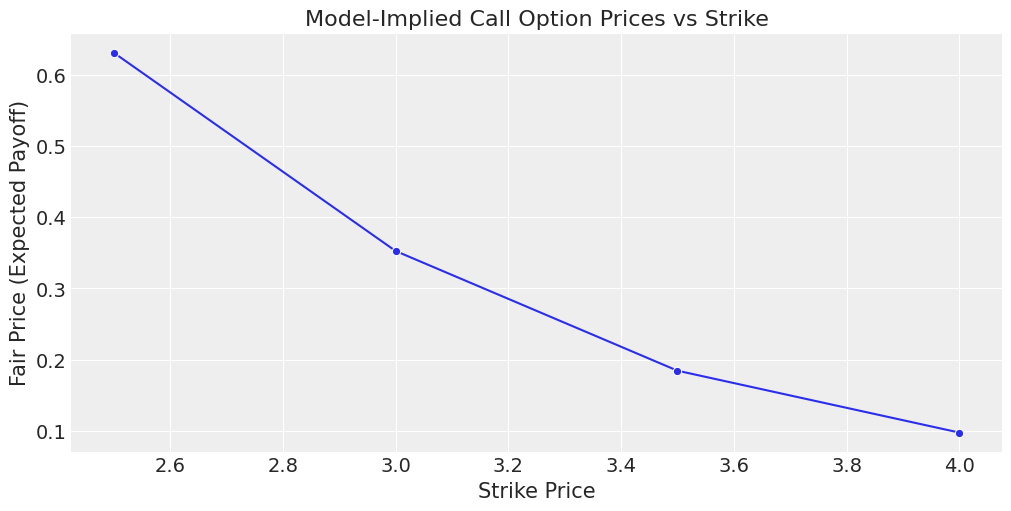 Model-Implied Call Option Prices vs Strike
Fair Price (Expected Payoff)
0.6
0.5
0.4
0.3
0.2
0.1
2.6 2.8 3.0 3.2 3.4 3.6 3.8 4.0
Strike Price